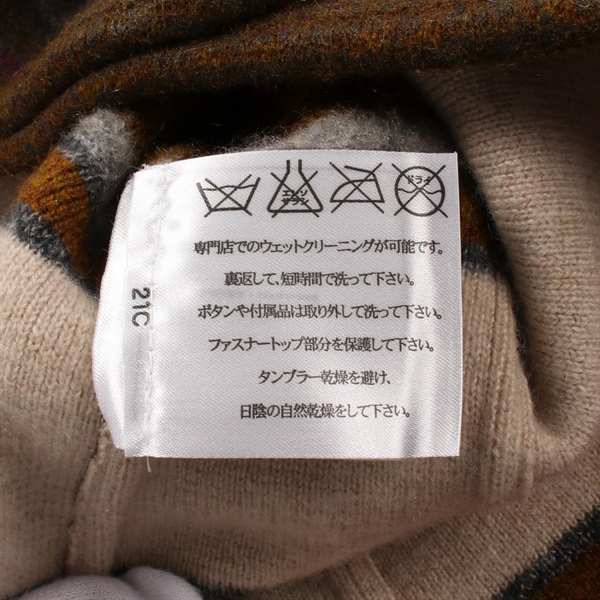 エンソ
サラシ
ドライ
専門店でのウェットクリーニングが可能です。
裏返して、短時間で洗って下さい。
ボタンや付属品は取り外して洗って下さい。
ファスナートップ部分を保護して下さい。
タンブラー乾燥を避け、
日陰の自然乾燥をして下さい。
21C